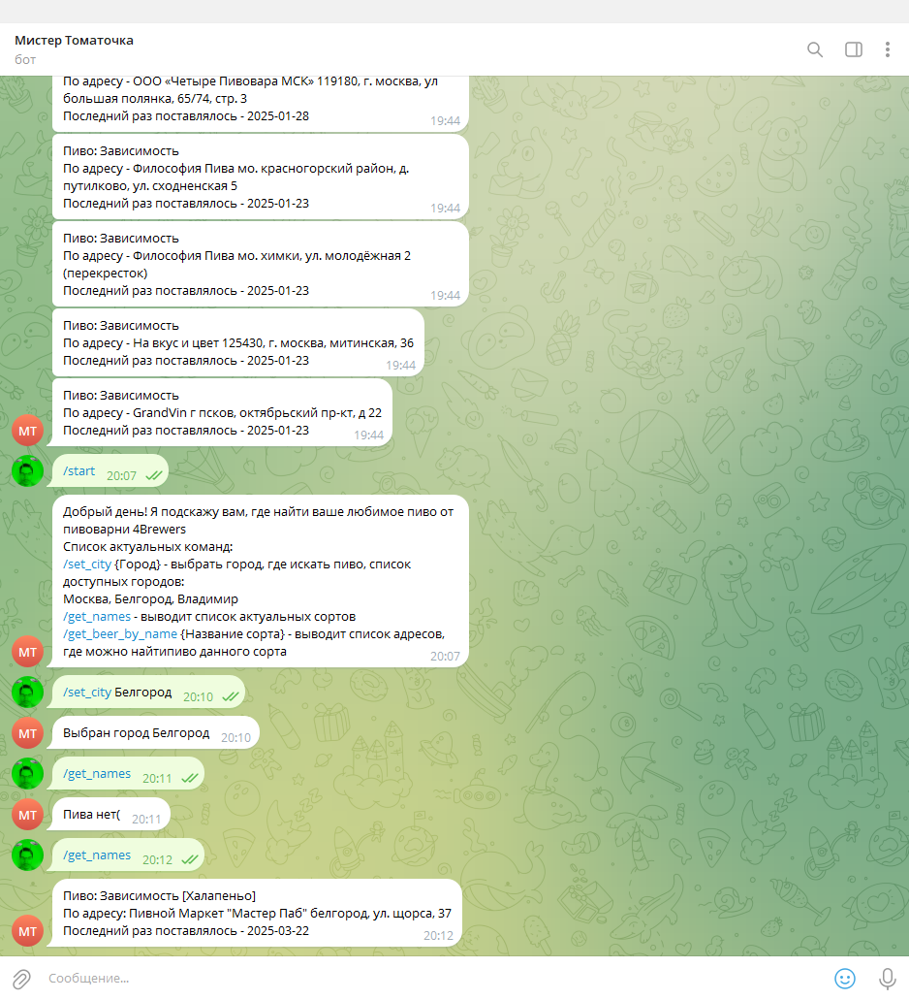 Мистер Томаточка
бот
По адресу - ООО «Четыре Пивовара МСК» 119180, г. москва, ул
большая полянка, 65/74, стр. 3
Последний раз поставлялось - 2025-01-28
19:44
Пиво: Зависимость
По адресу - Философия Пива мо. красногорский район, д.
путилково, ул. сходненская 5
Последний раз поставлялось - 2025-01-23
19:44
Пиво: Зависимость
По адресу - Философия Пива мо. химки, ул. молодёжная 2
(перекресток)
Последний раз поставлялось - 2025-01-23
19:44
Пиво: Зависимость
По адресу - На вкус и цвет 125430, г. москва, митинская, 36
Последний раз поставлялось - 2025-01-23
19:44
Пиво: Зависимость
По адресу - GrandVin г псков, октябрьский пр-кт, д 22
Последний раз поставлялось - 2025-01-23
19:44
МТ
/start 20:07
Добрый день! Я подскажу вам, где найти ваше любимое пиво от
пивоварни 4Brewers
Список актуальных команд:
/set_city {Город} - выбрать город, где искать пиво, список
доступных городов:
Москва, Белгород, Владимир
/get_names - выводит список актуальных сортов
/get_beer_by_name {Название сорта} - выводит список адресов,
где можно найтипиво данного сорта
20:07
МТ
/set_city Белгород 20:10
МТ
Выбран город Белгород 20:10
/get_names 20:11
МТ
Пива нет( 20:11
/get_names 20:12
Пиво: Зависимость [Халапеньо]
По адресу: Пивной Маркет "Мастер Паб" белгород, ул. щорса, 37
Последний раз поставлялось - 2025-03-22
20:12
МТ
Сообщение...